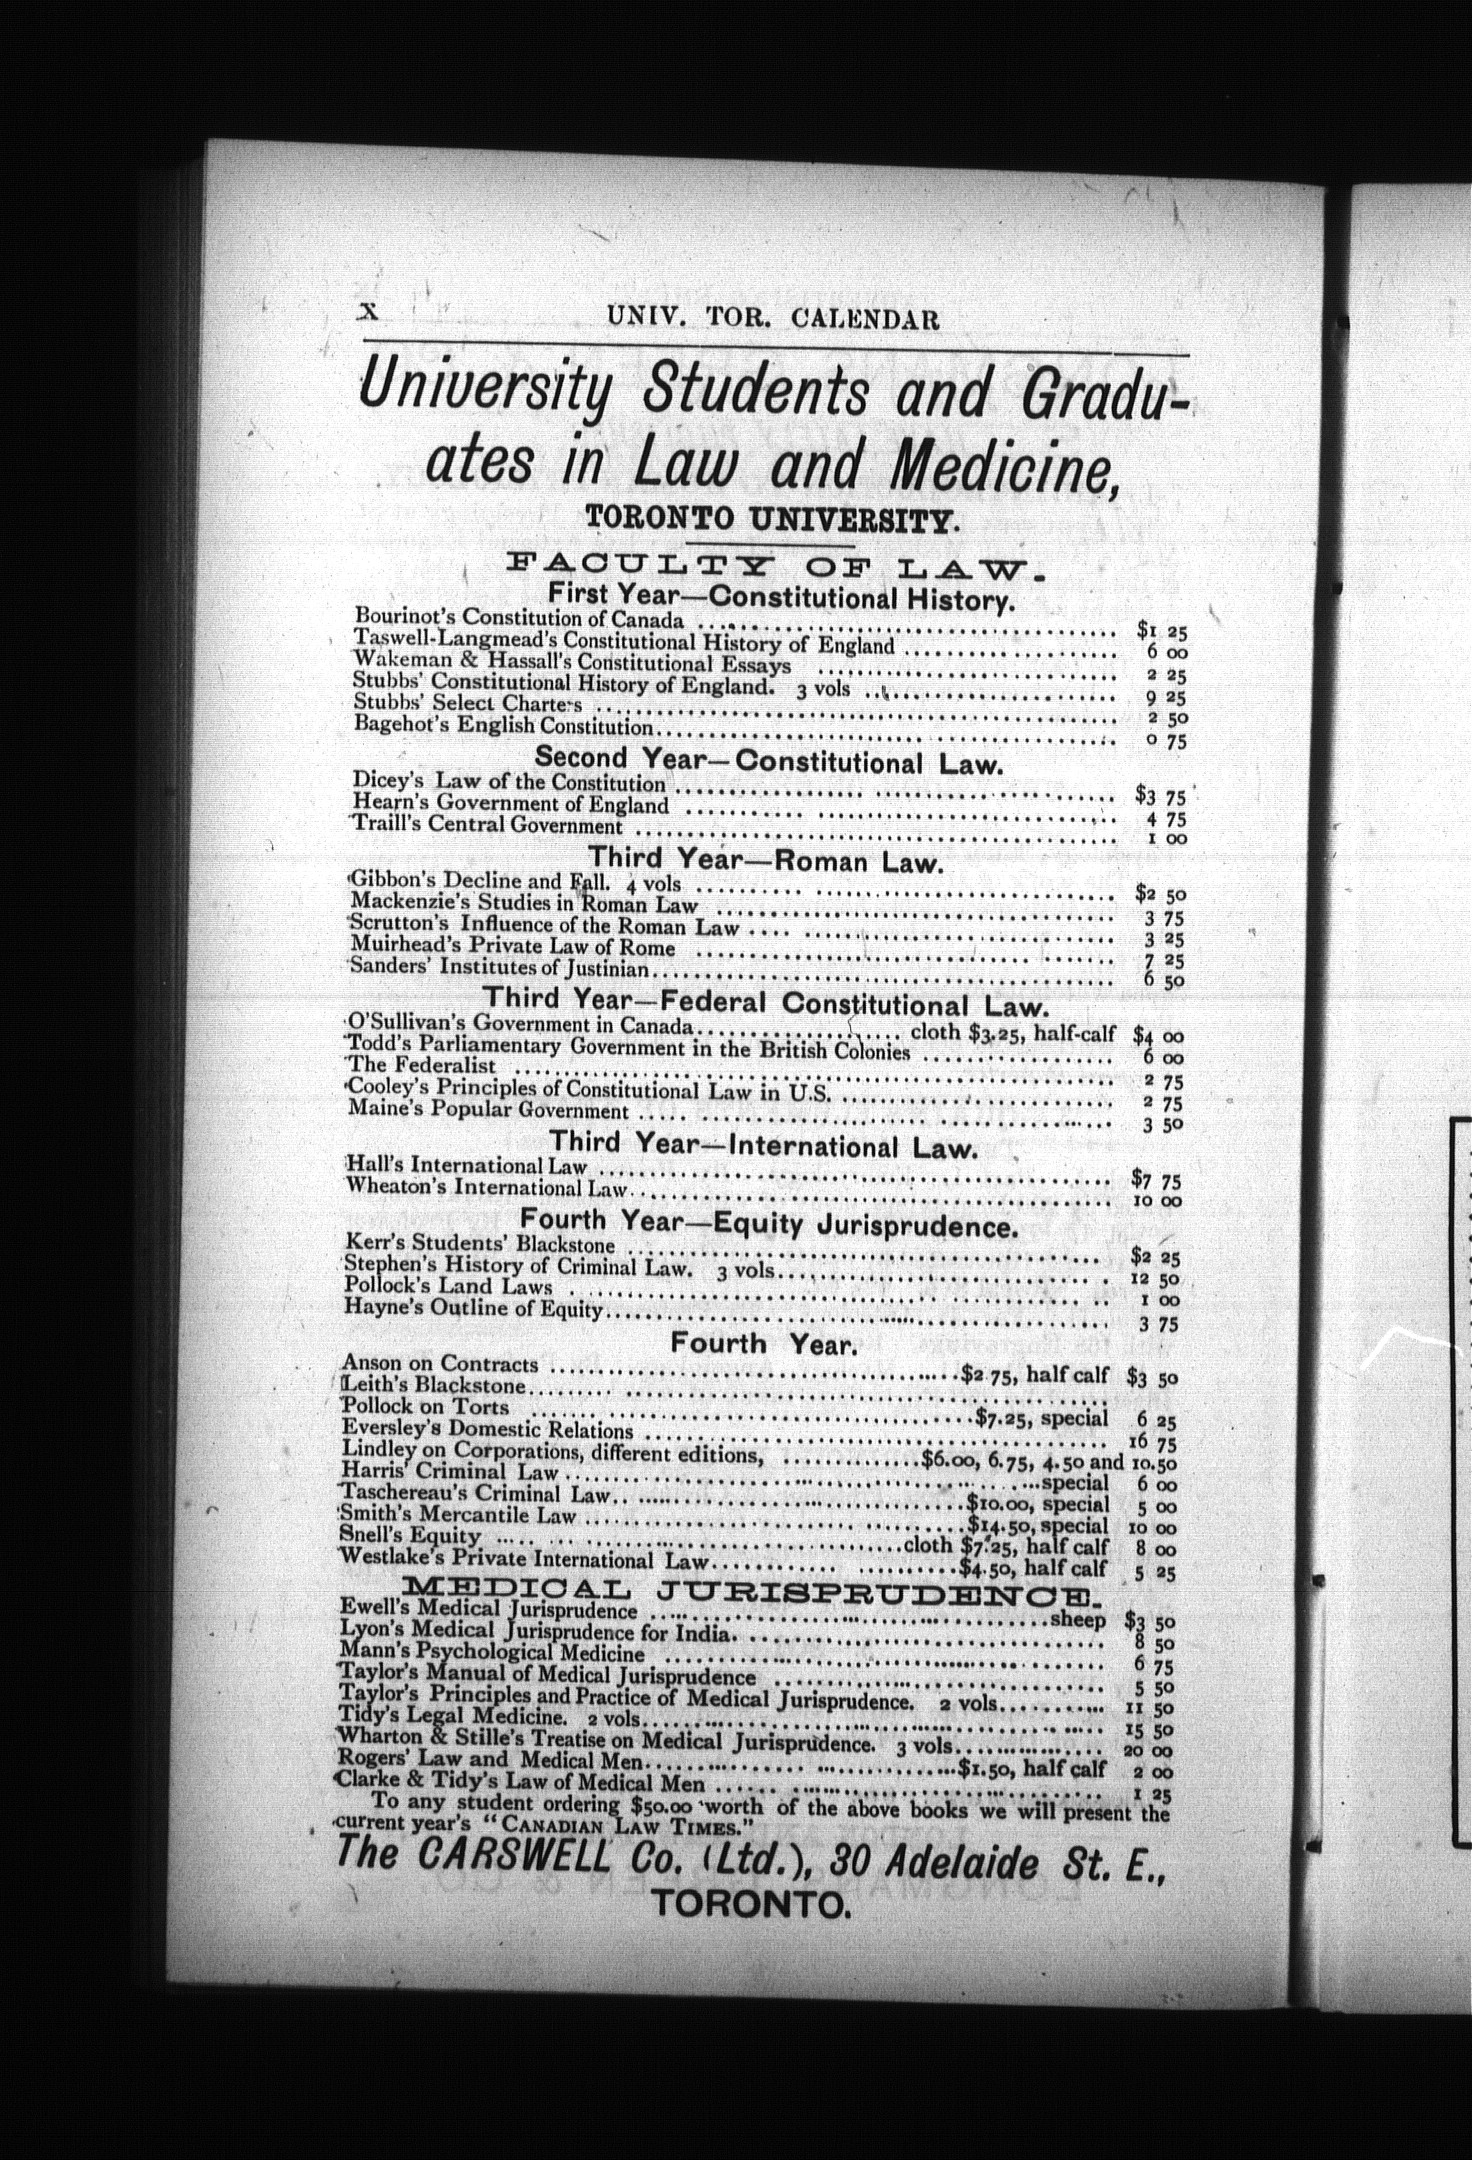 X UNIV. TOR. CALENDAR
University Students and Gradu-
ates in Law and Medicine,
TORONTO UNIVERSITY.
FACULTY OF LAW.
First Year—Constitutional History.
Bourinot's Constitution of Canada ........ $1 25
Taswell-Langmead's Constitutional History of England ........ 6 00
Wakeman & Hassall's Constitutional Essays ........ 2 25
Stubbs' Constitutional History of England. 3 vols ........ 9 25
Stubbs' Select Charters ........ 2 50
Bagehot's English Constitution........ 0 75
Second Year—Constitutional Law.
Dicey's Law of the Constitution ........ $3 75
Hearn's Government of England ........ 4 75
Traill's Central Government ........ 1 00
Third Year—Roman Law.
Gibbon's Decline and Fall. 4 vols ........ $2 50
Mackenzie's Studies in Roman Law ........ 3 75
Scrutton's Influence of the Roman Law ........ 3 25
Muirhead's Private Law of Rome ........ 7 25
Sanders' Institutes of Justinian........ 6 50
Third Year—Federal Constitutional Law.
O'Sullivan's Government in Canada........ cloth $3.25, half-calf $4 00
Todd's Parliamentary Government in the British Colonies ........ 6 00
The Federalist ........ 2 75
Cooley's Principles of Constitutional Law in U.S. ........ 2 75
Maine's Popular Government ........ 3 50
Third Year—International Law.
Hall's International Law ........ $7 75
Wheaton's International Law........ 10 00
Fourth Year—Equity Jurisprudence.
Kerr's Students' Blackstone ........ $2 25
Stephen's History of Criminal Law. 3 vols........ 12 50
Pollock's Land Laws ........ 1 00
Hayne's Outline of Equity........ 3 75
Fourth Year.
Anson on Contracts ........$2 75, half calf $3 50
Leith's Blackstone........
Pollock on Torts ........$7.25, special 6 25
Eversley's Domestic Relations ........ 16 75
Lindley on Corporations, different editions, ........$6.00, 6.75, 4.50 and 10.50
Harris' Criminal Law ........special 6 00
Taschereau's Criminal Law........$10.00, special 5 00
Smith's Mercantile Law ........$14.50, special 10 00
Snell's Equity ........cloth $7.25, half calf 8 00
Westlake's Private International Law........$4.50, half calf 5 25
MEDICAL JURISPRUDENCE.
Ewell's Medical Jurisprudence ........sheep $3 50
Lyon's Medical Jurisprudence for India........ 8 50
Mann's Psychological Medicine ........ 6 75
Taylor's Manual of Medical Jurisprudence ........ 5 50
Taylor's Principles and Practice of Medical Jurisprudence. 2 vols........ 11 50
Tidy's Legal Medicine. 2 vols........ 15 50
Wharton & Stille's Treatise on Medical Jurisprudence. 3 vols........ 20 00
Rogers' Law and Medical Men........$1.50, half calf 2 00
Clarke & Tidy's Law of Medical Men ........ 1 25
To any student ordering $50.00 worth of the above books we will present the
current year's "CANADIAN LAW TIMES."
The CARSWELL Co. (Ltd.), 30 Adelaide St. E.,
TORONTO.